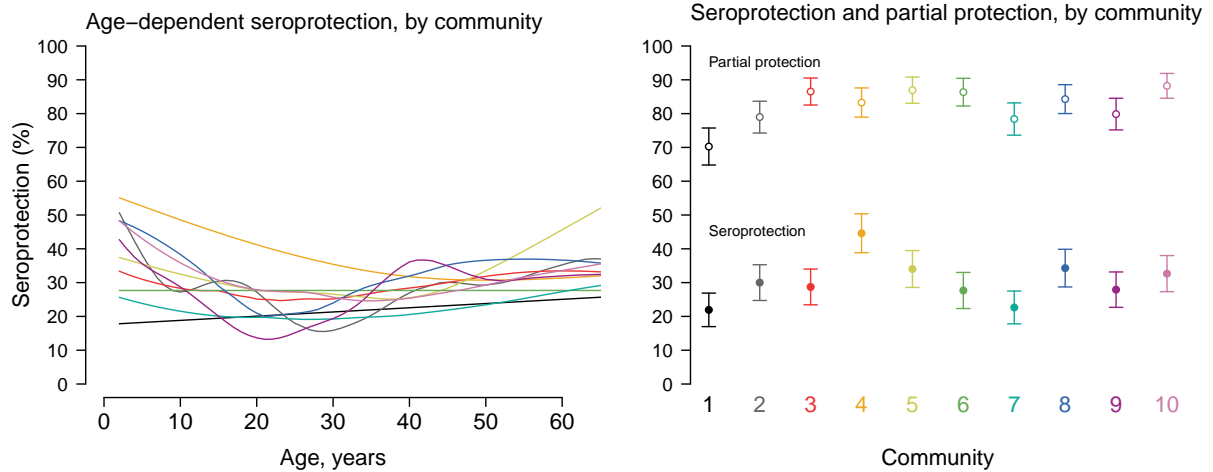 Age−dependent seroprotection, by community
Seroprotection (%)
100
90
80
70
60
50
40
30
20
10
0
0 10 20 30 40 50 60
Age, years
Seroprotection and partial protection, by community
100
90
80
70
60
50
40
30
20
10
0
Partial protection
Seroprotection
1 2 3 4 5 6 7 8 9 10
Community